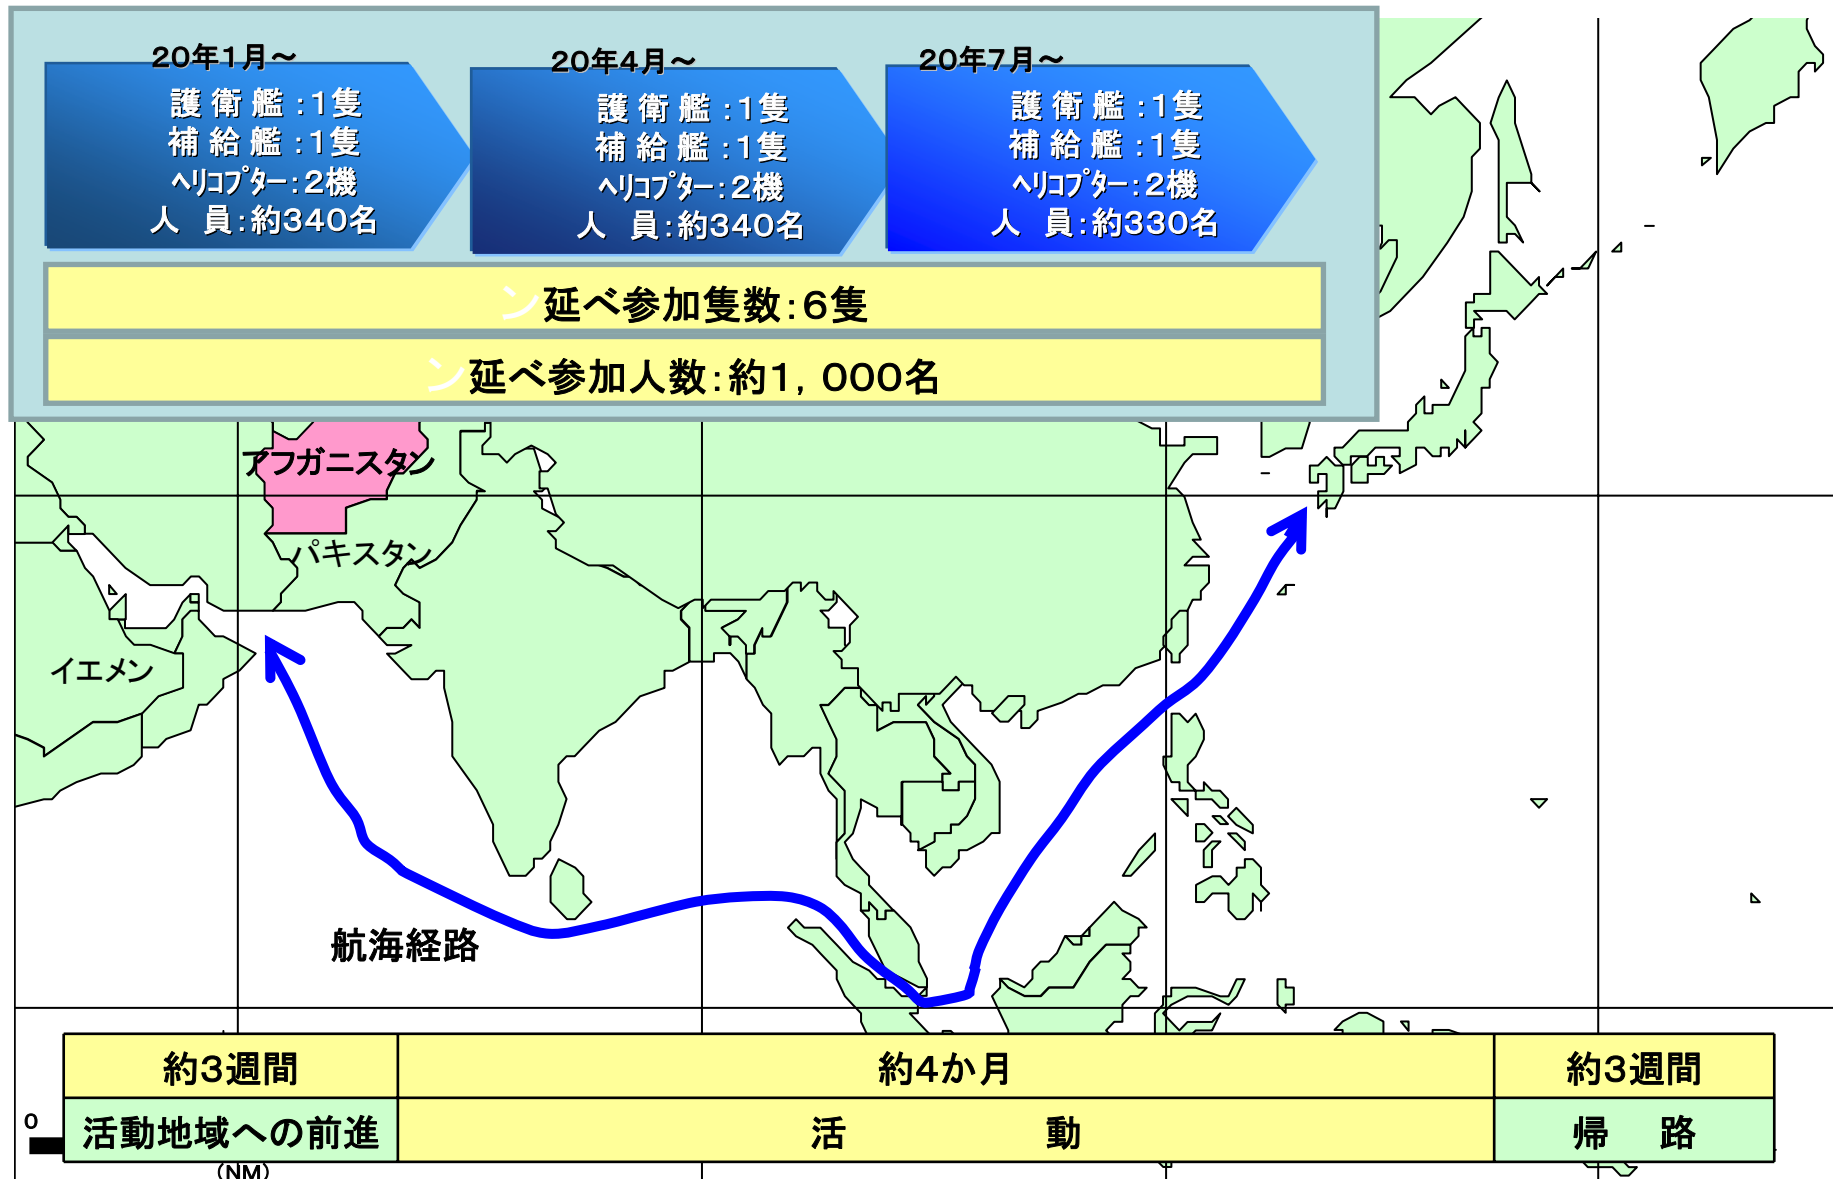 20年1月～
護衛艦：1隻
補給艦：1隻
ﾍﾘｺﾌﾟﾀｰ：2機
人　員：約340名
20年4月～
護衛艦：1隻
補給艦：1隻
ﾍﾘｺﾌﾟﾀｰ：2機
人　員：約340名
20年7月～
護衛艦：1隻
補給艦：1隻
ﾍﾘｺﾌﾟﾀｰ：2機
人　員：約330名
ン延べ参加隻数：6隻
ン延べ参加人数：約1，000名
アフガニスタン
パキスタン
イエメン
航海経路
約3週間
約4か月
約3週間
活動地域への前進
活　動
帰　路
0
(NM)